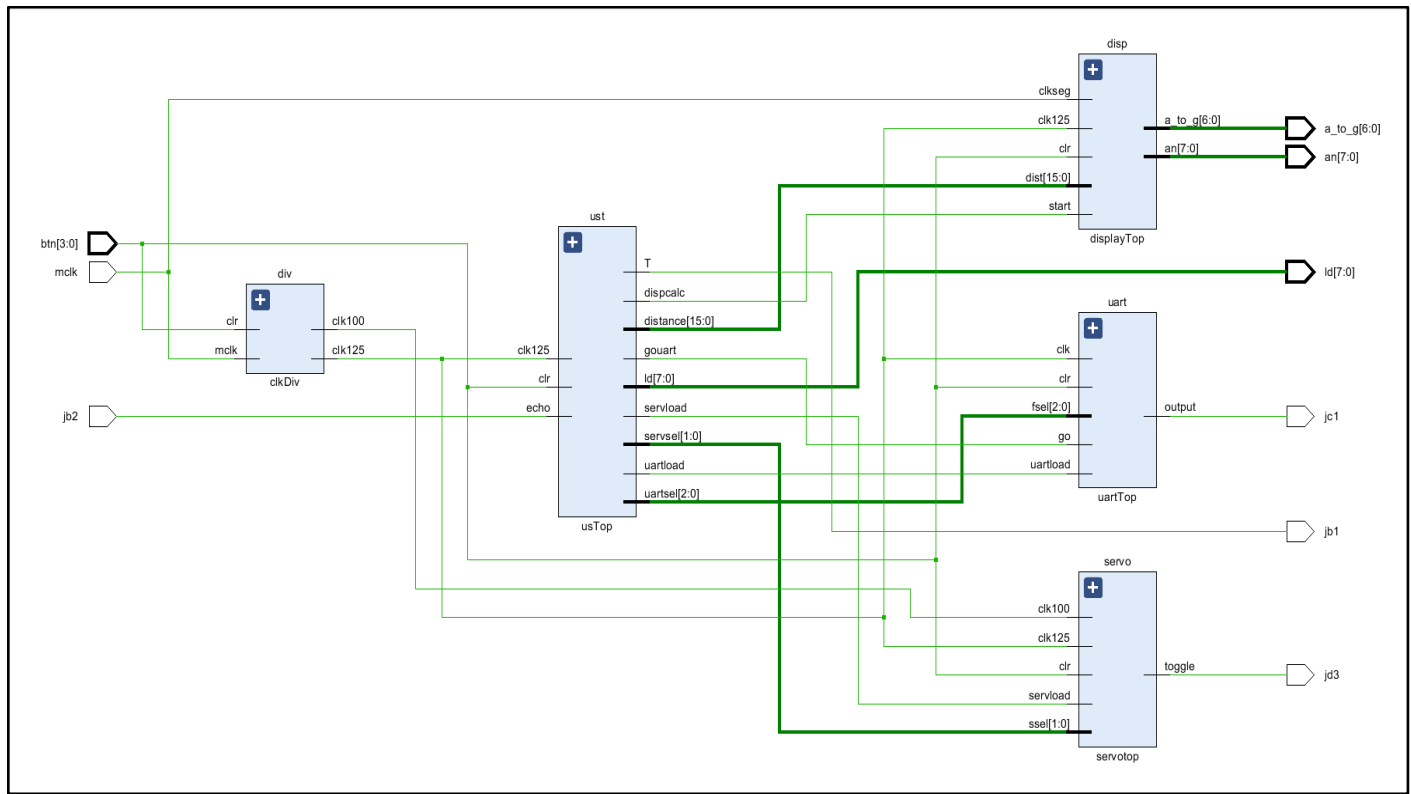 disp
clkseg
clk125
clr
dist[15:0]
start
a_to_g[6:0]
an[7:0]
displayTop
a_to_g[6:0]
an[7:0]
btn[3:0]
mclk
jb2
div
clr
mclk
clk100
clk125
clkDiv
ust
clk125
clr
echo
T
dispcalc
distance[15:0]
gouart
ld[7:0]
servload
servsel[1:0]
uartload
uartsel[2:0]
usTop
ld[7:0]
uart
clk
clr
fsel[2:0]
go
uartload
output
uartTop
jc1
jb1
servo
clk100
clk125
clr
servload
ssel[1:0]
toggle
servotop
jd3